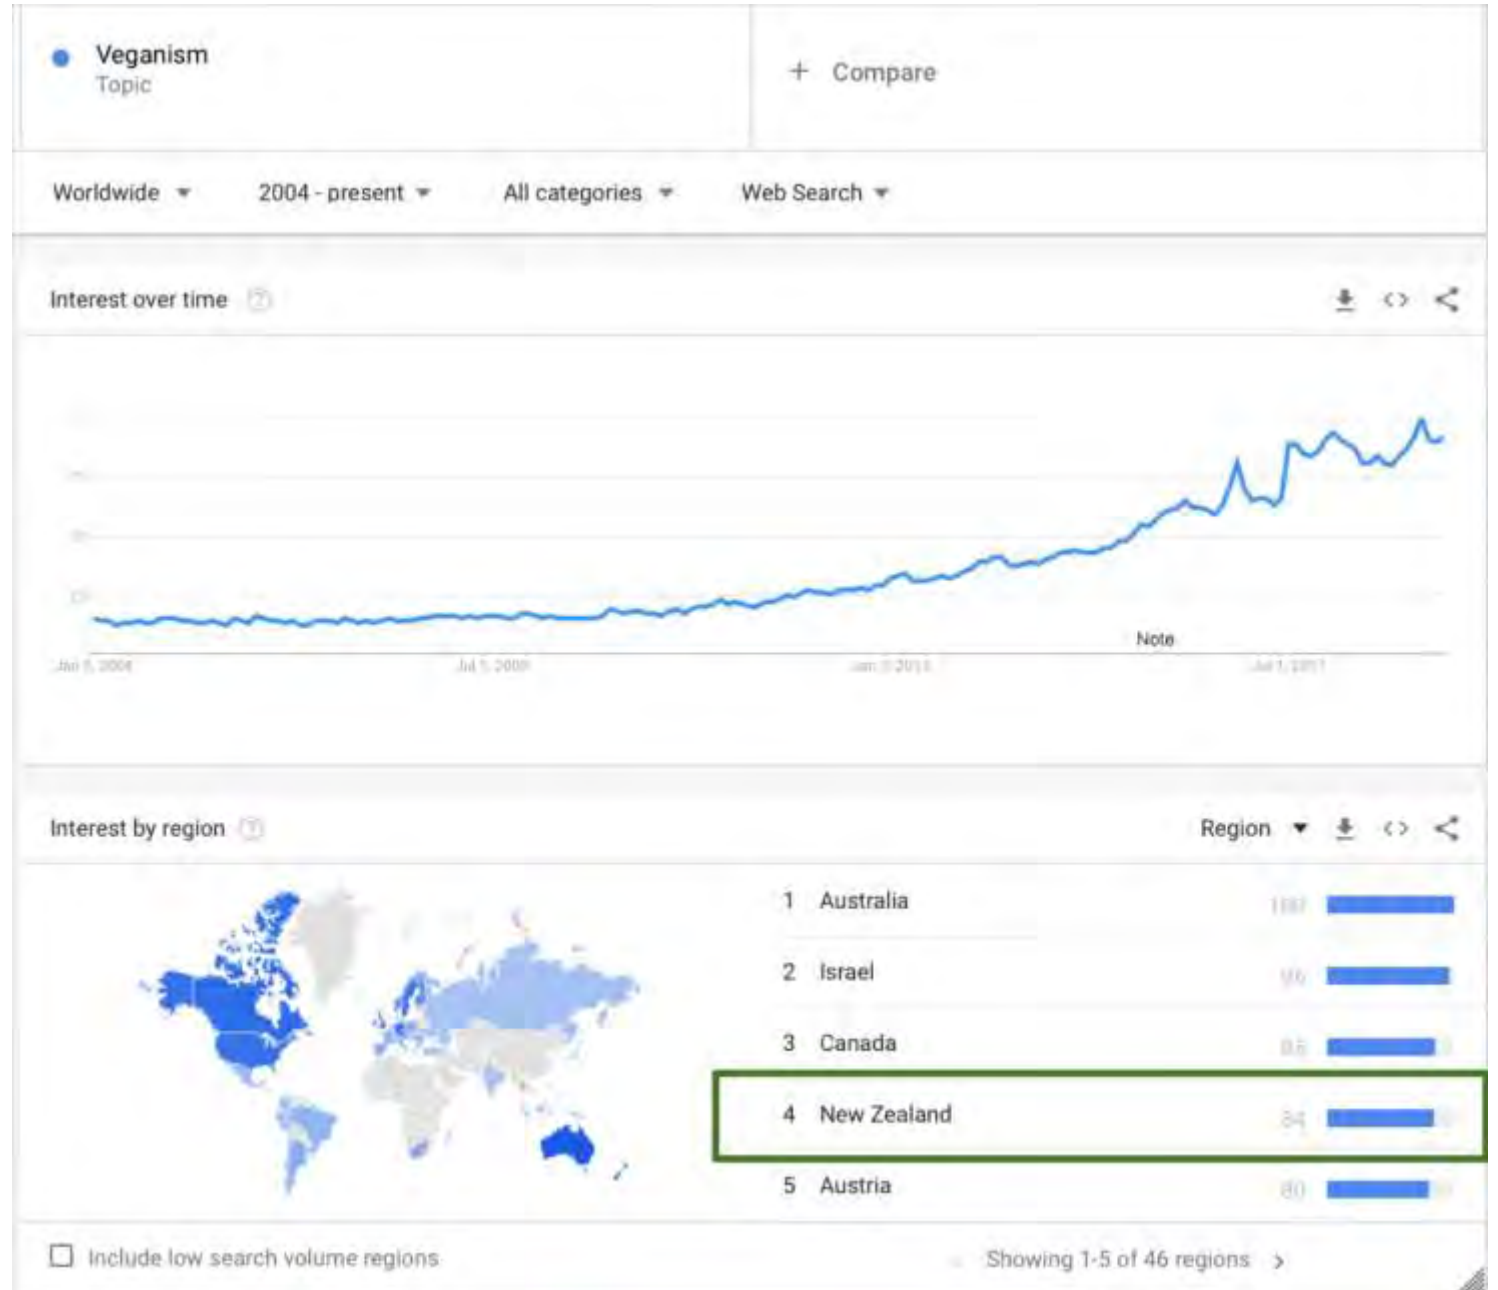 Veganism
Topic
+ Compare
Worldwide
2004 - present
All categories
Web Search
Interest over time
Note
Interest by region
Region
1 Australia
2 Israel
3 Canada
4 New Zealand
84
5 Austria
80
Include low search volume regions
Showing 1-5 of 46 regions